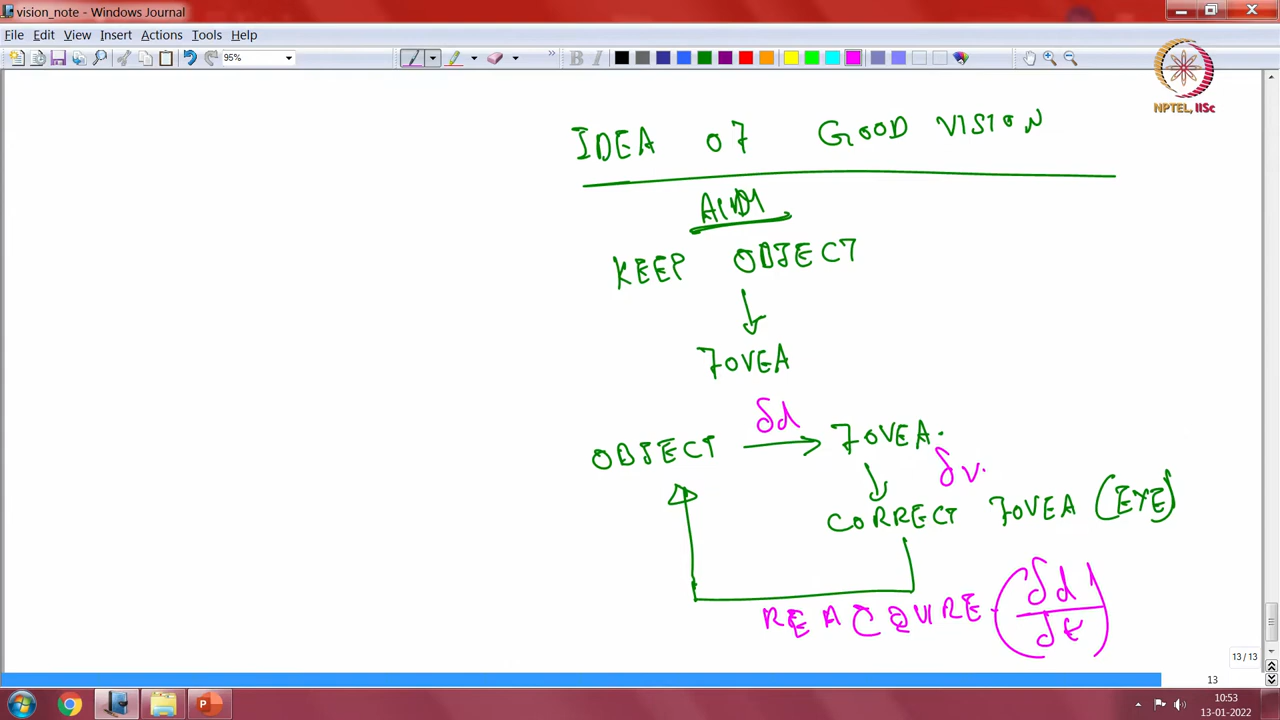 vision_note - Windows Journal
File Edit View Insert Actions Tools Help
95%
B I
NPTEL, IISc
IDEA OF GOOD VISION
KEEP OBJECT
FOVEA
δd
OBJECT → FOVEA.
δv.
CORRECT FOVEA (EYE)
REACQUIRE (δd/δt)
13/13
13
10:53
13-01-2022